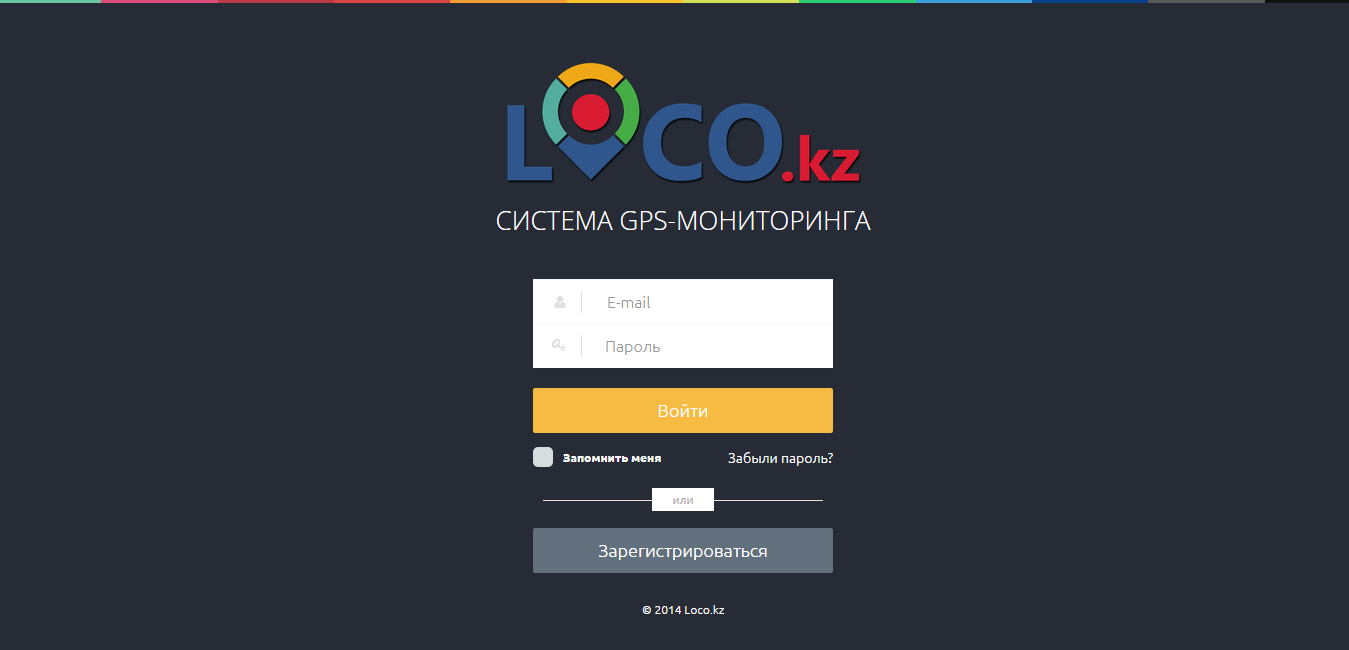 LOCO.kz
СИСТЕМА GPS-МОНИТОРИНГА
E-mail
Пароль
Войти
Запомнить меня Забыли пароль?
или
Зарегистрироваться
© 2014 Loco.kz